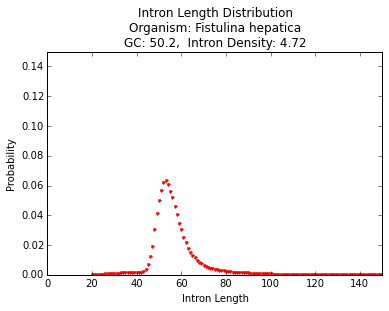 Intron Length Distribution
Organism: Fistulina hepatica
GC: 50.2,  Intron Density: 4.72
0.14
0.12
0.10
0.08
0.06
0.04
0.02
0.00
Probability
0 20 40 60 80 100 120 140
Intron Length